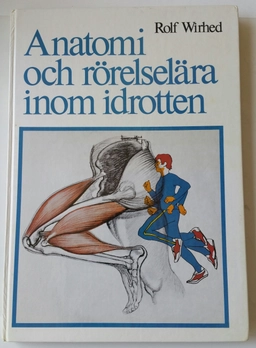 Rolf Wirhed
Anatomi
och rörelselära
inom idrotten